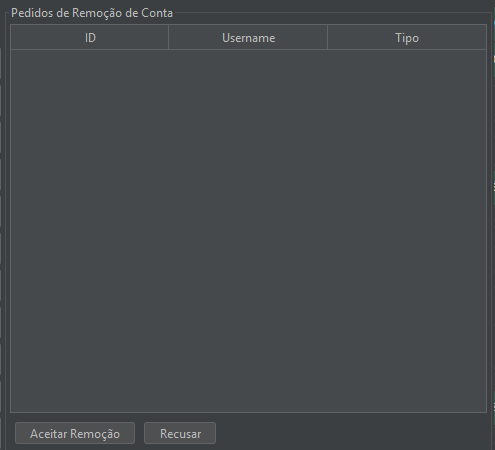 Pedidos de Remoção de Conta
ID Username Tipo
Aceitar Remoção Recusar